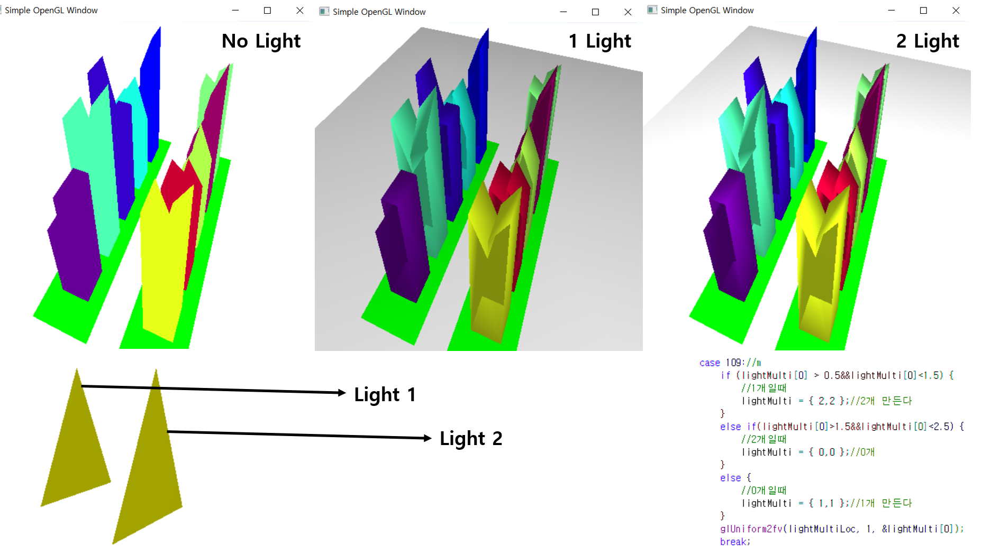 Simple OpenGL Window
Simple OpenGL Window
Simple OpenGL Window
No Light
1 Light
2 Light
Light 1
Light 2
case 109://m
if (lightMulti[0] > 0.5&&lightMulti[0]<1.5) {
//1개일때
lightMulti = { 2,2 };//2개 만든다
}
else if(lightMulti[0]>1.5&&lightMulti[0]<2.5) {
//2개일때
lightMulti = { 0,0 };//0개
}
else {
//0개일때
lightMulti = { 1,1 };//1개 만든다
}
glUniform2fv(lightMultiLoc, 1, &lightMulti[0]);
break;